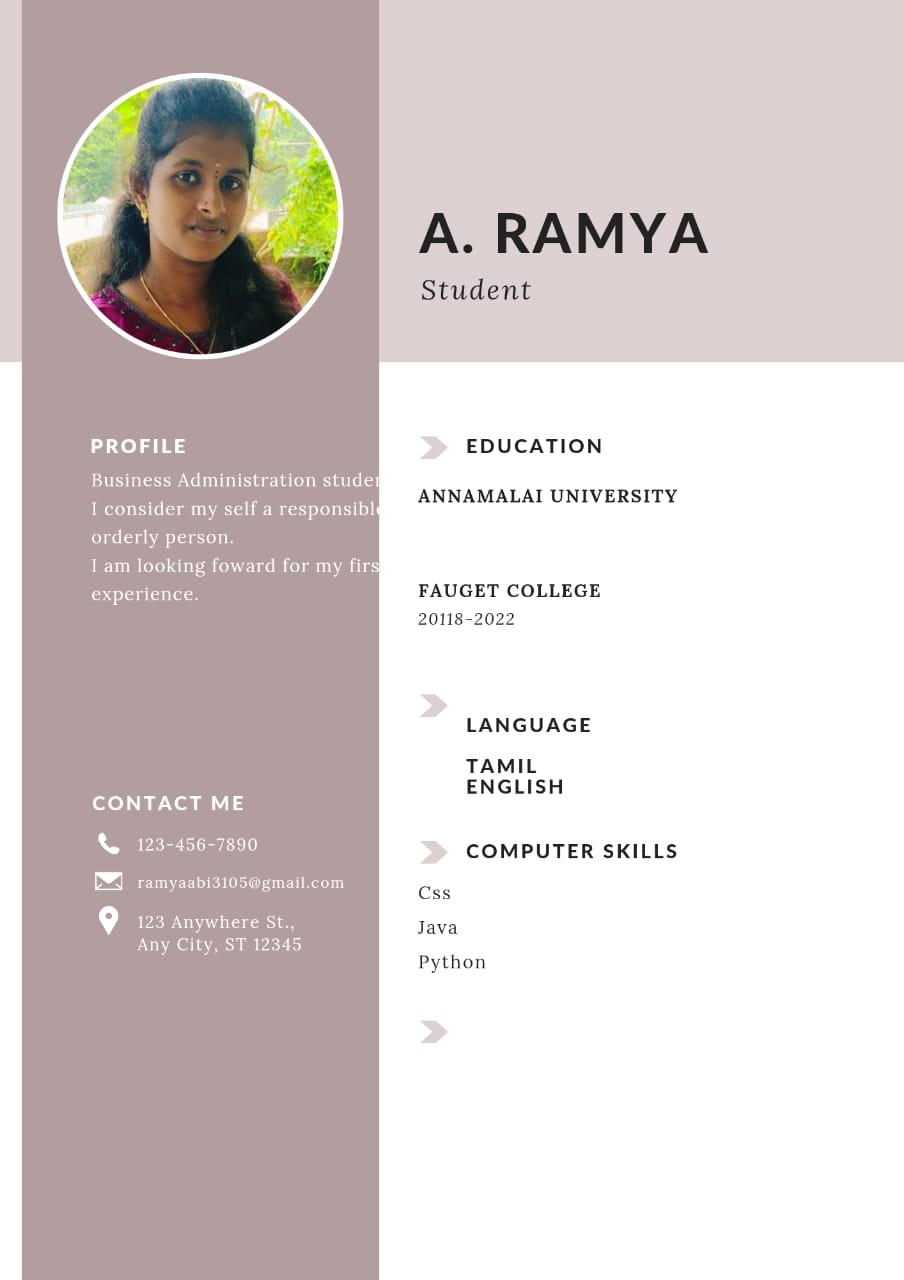 A. RAMYA
Student
PROFILE
Business Administration studen
I consider my self a responsible
orderly person.
I am looking foward for my firs
experience.
CONTACT ME
123-456-7890
ramyaabi3105@gmail.com
123 Anywhere St.,
Any City, ST 12345
EDUCATION
ANNAMALAI UNIVERSITY
FAUGET COLLEGE
20118-2022
LANGUAGE
TAMIL
ENGLISH
COMPUTER SKILLS
Css
Java
Python